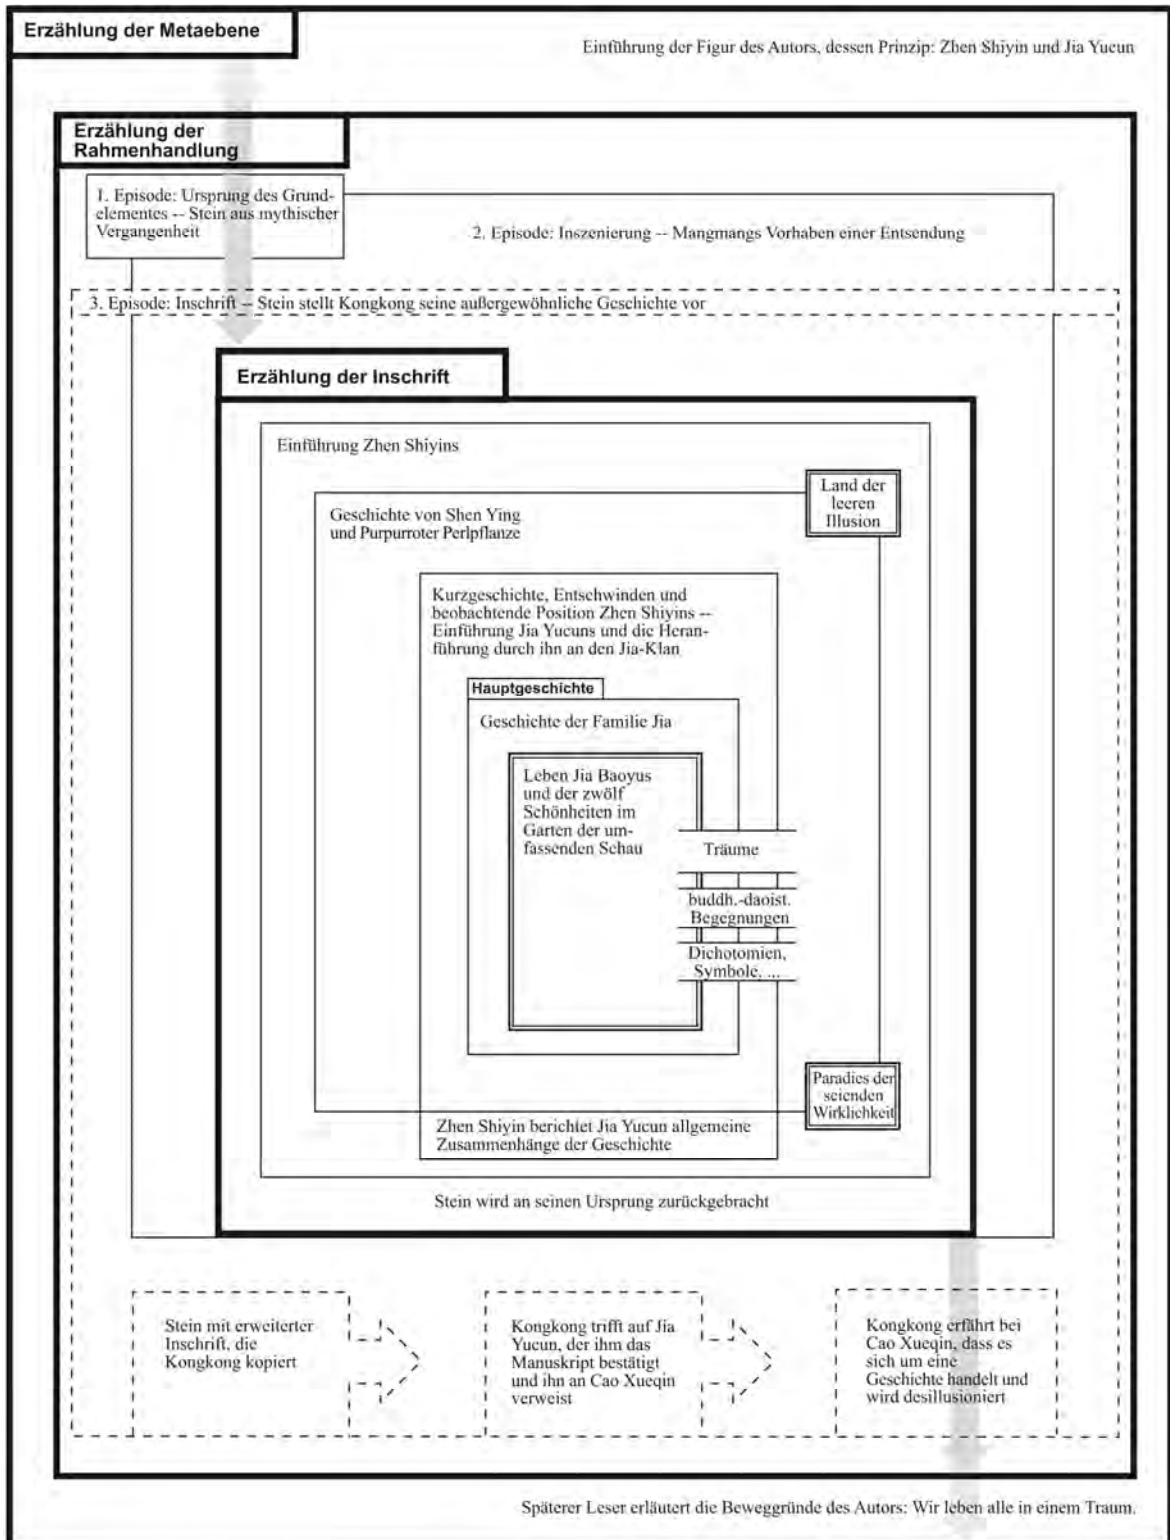 Erzählung der Metaebene
Einführung der Figur des Autors, dessen Prinzip: Zhen Shiyin und Jia Yucun
Erzählung der
Rahmenhandlung
1. Episode: Ursprung des Grund-
elementes -- Stein aus mythischer
Vergangenheit
2. Episode: Inszenierung -- Mangmangs Vorhaben einer Entsendung
3. Episode: Inschrift -- Stein stellt Kongkong seine außergewöhnliche Geschichte vor
Erzählung der Inschrift
Einführung Zhen Shiyins
Land der
leeren
Illusion
Geschichte von Shen Ying
und Purpurroter Perlpflanze
Kurzgeschichte, Entschwinden und
beobachtende Position Zhen Shiyins --
Einführung Jia Yucuns und die Heran-
führung durch ihn an den Jia-Klan
Hauptgeschichte
Geschichte der Familie Jia
Leben Jia Baoyus
und der zwölf
Schönheiten im
Garten der um-
fassenden Schau
Träume
buddh.-daoist.
Begegnungen
Dichotomien,
Symbole, ...
Paradies der
seienden
Wirklichkeit
Zhen Shiyin berichtet Jia Yucun allgemeine
Zusammenhänge der Geschichte
Stein wird an seinen Ursprung zurückgebracht
Stein mit erweiterter
Inschrift, die
Kongkong kopiert
Kongkong trifft auf Jia
Yucun, der ihm das
Manuskript bestätigt
und ihn an Cao Xueqin
verweist
Kongkong erfährt bei
Cao Xueqin, dass es
sich um eine
Geschichte handelt und
wird desillusioniert
Späterer Leser erläutert die Beweggründe des Autors: Wir leben alle in einem Traum.